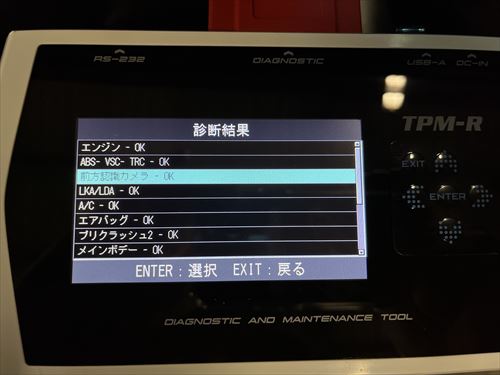 RS-232 DIAGNOSTIC USB-A DC-IN
TPM-R
診断結果
エンジン - OK
ABS- VSC- TRC - OK
前方認識カメラ - OK
LKA/LDA - OK
A/C - OK
エアバッグ - OK
プリクラッシュ2 - OK
メインボデー - OK
ENTER：選択 EXIT：戻る
EXIT
ENTER
DIAGNOSTIC AND MAINTENANCE TOOL